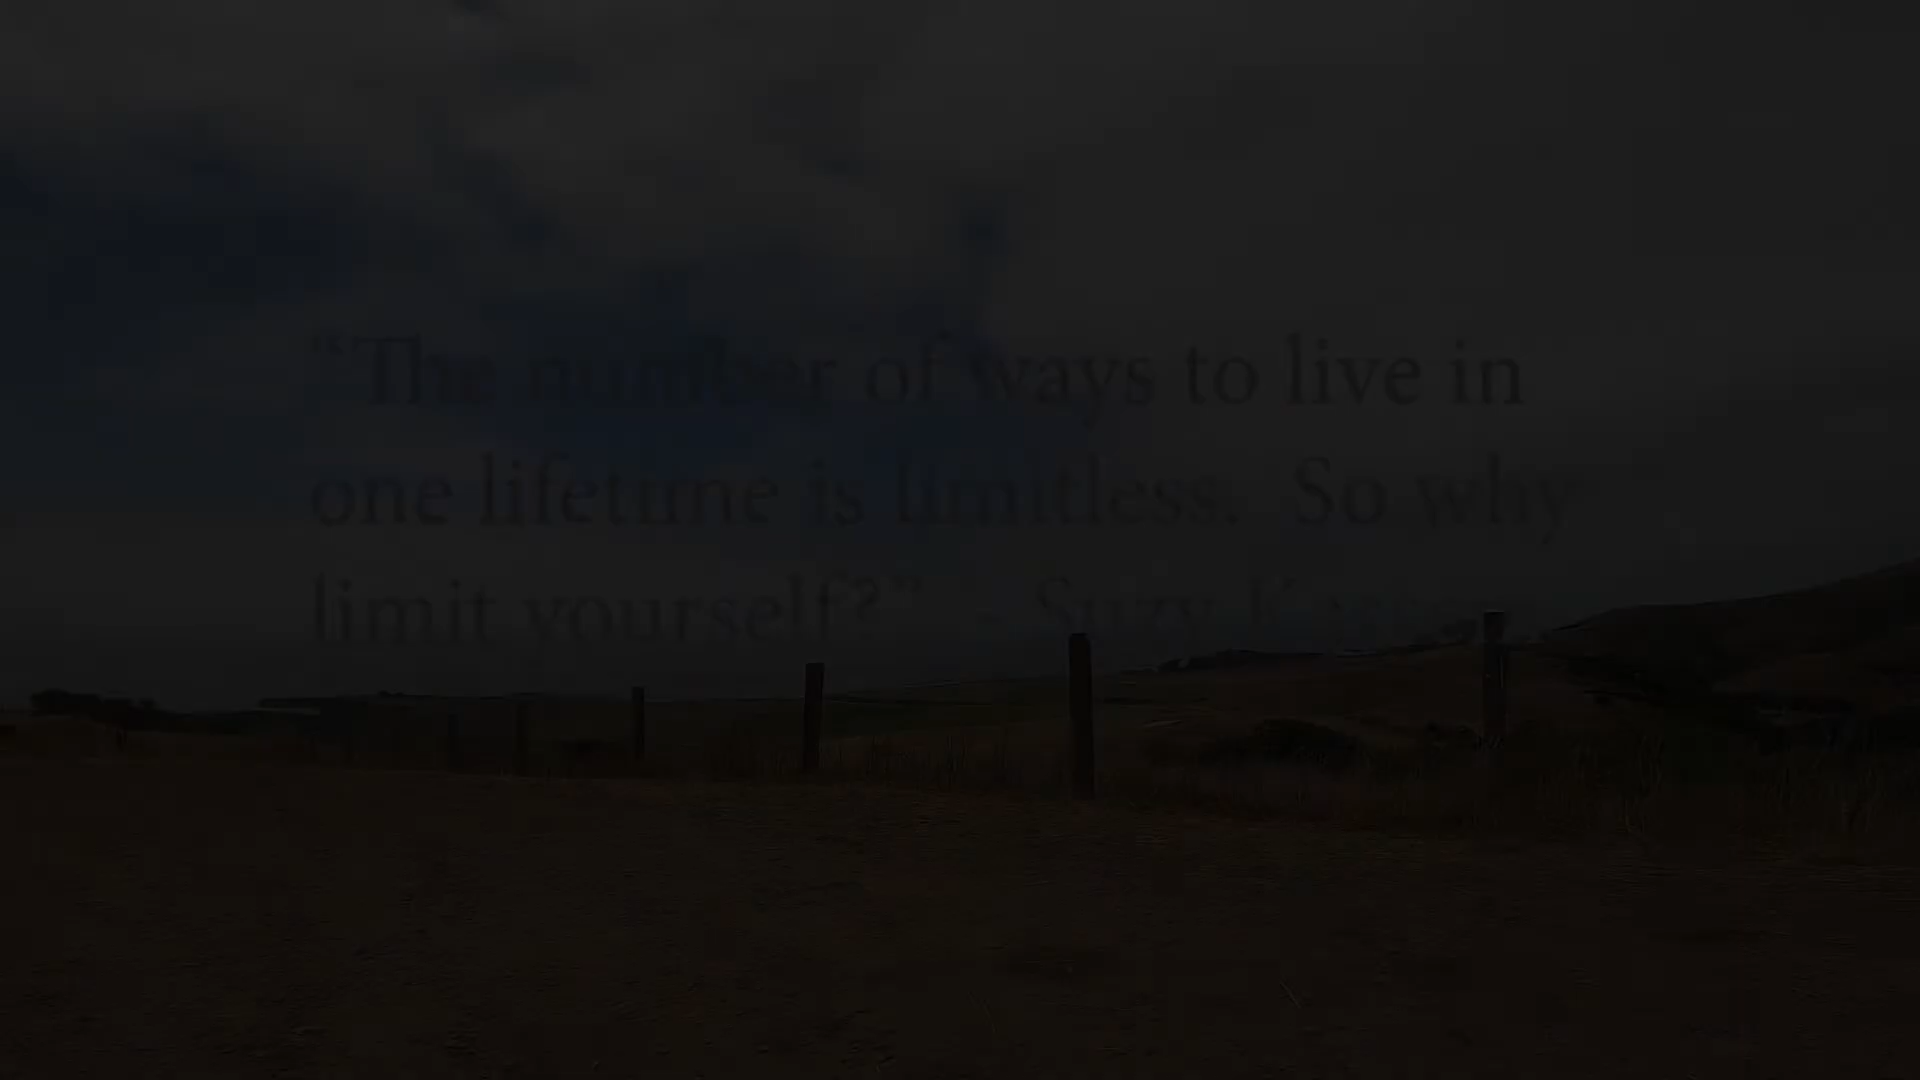 “The number of ways to live in
one lifetime is limitless.  So why
limit yourself?”  - Suzy